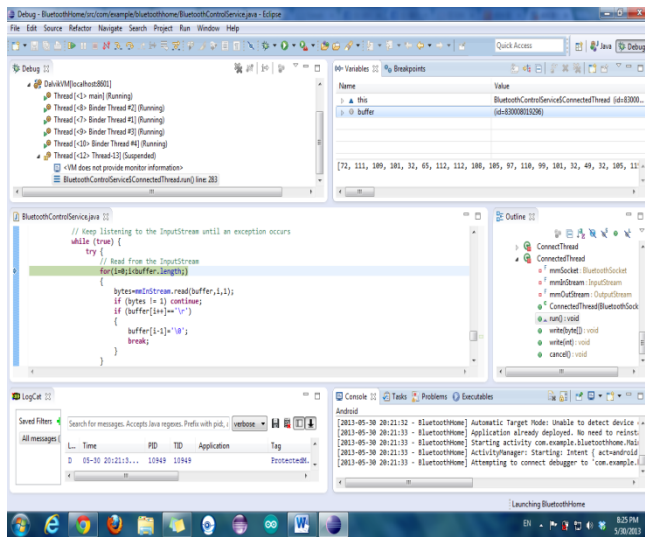 Debug - BluetoothHome/src/com/example/bluetoothhome/BluetoothControlService.java - Eclipse
File Edit Source Refactor Navigate Search Project Run Window Help
Quick Access
Java
Debug
Debug
DalvikVM[localhost:8601]
Thread [<1> main] (Running)
Thread [<8> Binder Thread #2] (Running)
Thread [<7> Binder Thread #1] (Running)
Thread [<9> Binder Thread #3] (Running)
Thread [<10> Binder Thread #4] (Running)
Thread [<12> Thread-13] (Suspended)
<VM does not provide monitor information>
BluetoothControlService$ConnectedThread.run() line: 283
Variables Breakpoints
Name Value
this BluetoothControlService$ConnectedThread (id=83000...
buffer (id=830008019296)
[72, 111, 109, 101, 32, 65, 112, 112, 108, 105, 97, 110, 99, 101, 32, 49, 32, 105, 115
BluetoothControlService.java
// Keep listening to the InputStream until an exception occurs
while (true) {
try {
// Read from the InputStream
for(i=0;i<buffer.length;)
{
bytes=mmInStream.read(buffer,i,1);
if (bytes != 1) continue;
if (buffer[i++]=='\r')
{
buffer[i-1]='\0';
break;
}
}
Outline
ConnectThread
ConnectedThread
mmSocket : BluetoothSocket
mmInStream : InputStream
mmOutStream : OutputStream
ConnectedThread(BluetoothSock
run() : void
write(byte[]) : void
write(int) : void
cancel() : void
LogCat
Saved Filters
All messages (
Search for messages. Accepts Java regexes. Prefix with pid:,
verbose
L... Time PID TID Application Tag
D 05-30 20:21:3... 10949 10949 ProtectedM.
Console Tasks Problems Executables
Android
[2013-05-30 20:21:32 - BluetoothHome] Automatic Target Mode: Unable to detect device
[2013-05-30 20:21:33 - BluetoothHome] Application already deployed. No need to reinst
[2013-05-30 20:21:33 - BluetoothHome] Starting activity com.example.bluetoothhome.Mai
[2013-05-30 20:21:33 - BluetoothHome] ActivityManager: Starting: Intent { act=android
[2013-05-30 20:21:33 - BluetoothHome] Attempting to connect debugger to 'com.example.
Launching BluetoothHome
EN
8:25 PM
5/30/2013